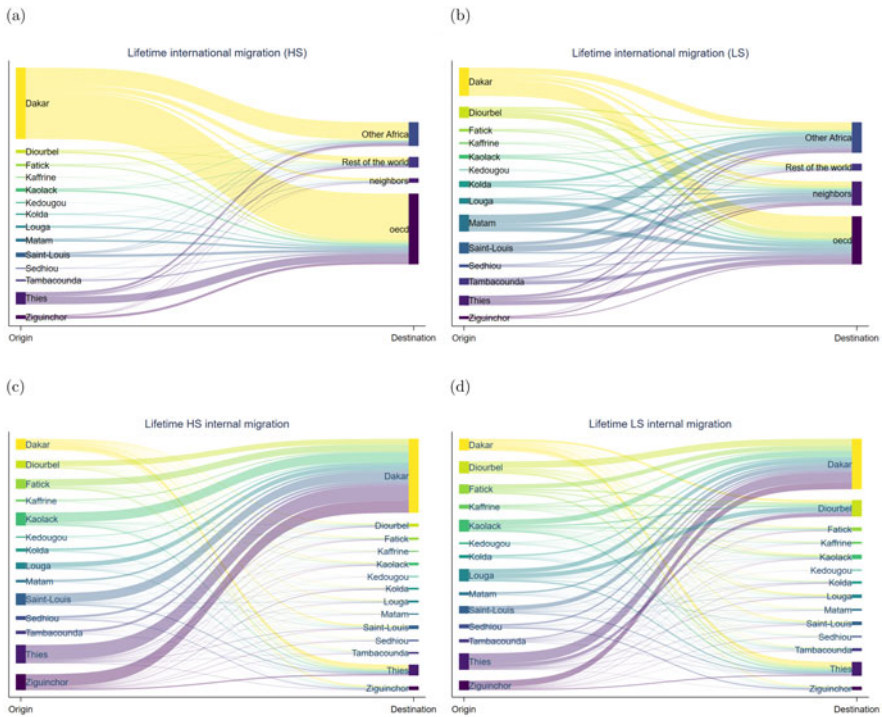 (a)
Lifetime international migration (HS)
Dakar
Diourbel
Fatick
Kaffrine
Kaolack
Kedougou
Kolda
Louga
Matam
Saint-Louis
Sedhiou
Tambacounda
Thies
Ziguinchor
Other Africa
Rest of the world
neighbors
oecd
Origin
Destination
(b)
Lifetime international migration (LS)
Dakar
Diourbel
Fatick
Kaffrine
Kaolack
Kedougou
Kolda
Louga
Matam
Saint-Louis
Sedhiou
Tambacounda
Thies
Ziguinchor
Other Africa
Rest of the world
neighbors
oecd
Origin
Destination
(c)
Lifetime HS internal migration
Dakar
Diourbel
Fatick
Kaffrine
Kaolack
Kedougou
Kolda
Louga
Matam
Saint-Louis
Sedhiou
Tambacounda
Thies
Ziguinchor
Dakar
Diourbel
Fatick
Kaffrine
Kaolack
Kedougou
Kolda
Louga
Matam
Saint-Louis
Sedhiou
Tambacounda
Thies
Ziguinchor
Origin
Destination
(d)
Lifetime LS internal migration
Dakar
Diourbel
Fatick
Kaffrine
Kaolack
Kedougou
Kolda
Louga
Matam
Saint-Louis
Sedhiou
Tambacounda
Thies
Ziguinchor
Dakar
Diourbel
Fatick
Kaffrine
Kaolack
Kedougou
Kolda
Louga
Matam
Saint-Louis
Sedhiou
Tambacounda
Thies
Ziguinchor
Origin
Destination